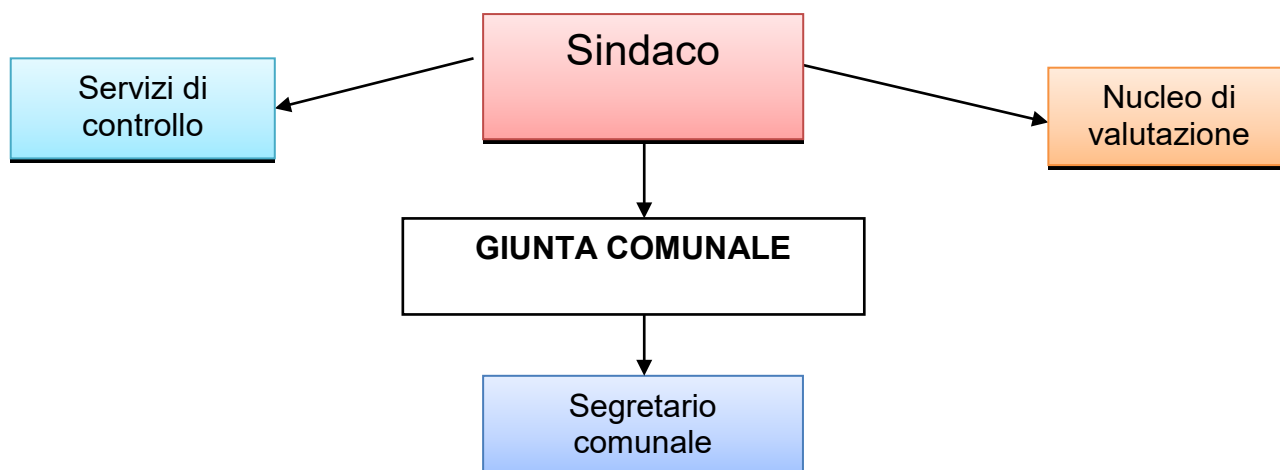 Sindaco
Servizi di
controllo
Nucleo di
valutazione
GIUNTA COMUNALE
Segretario
comunale